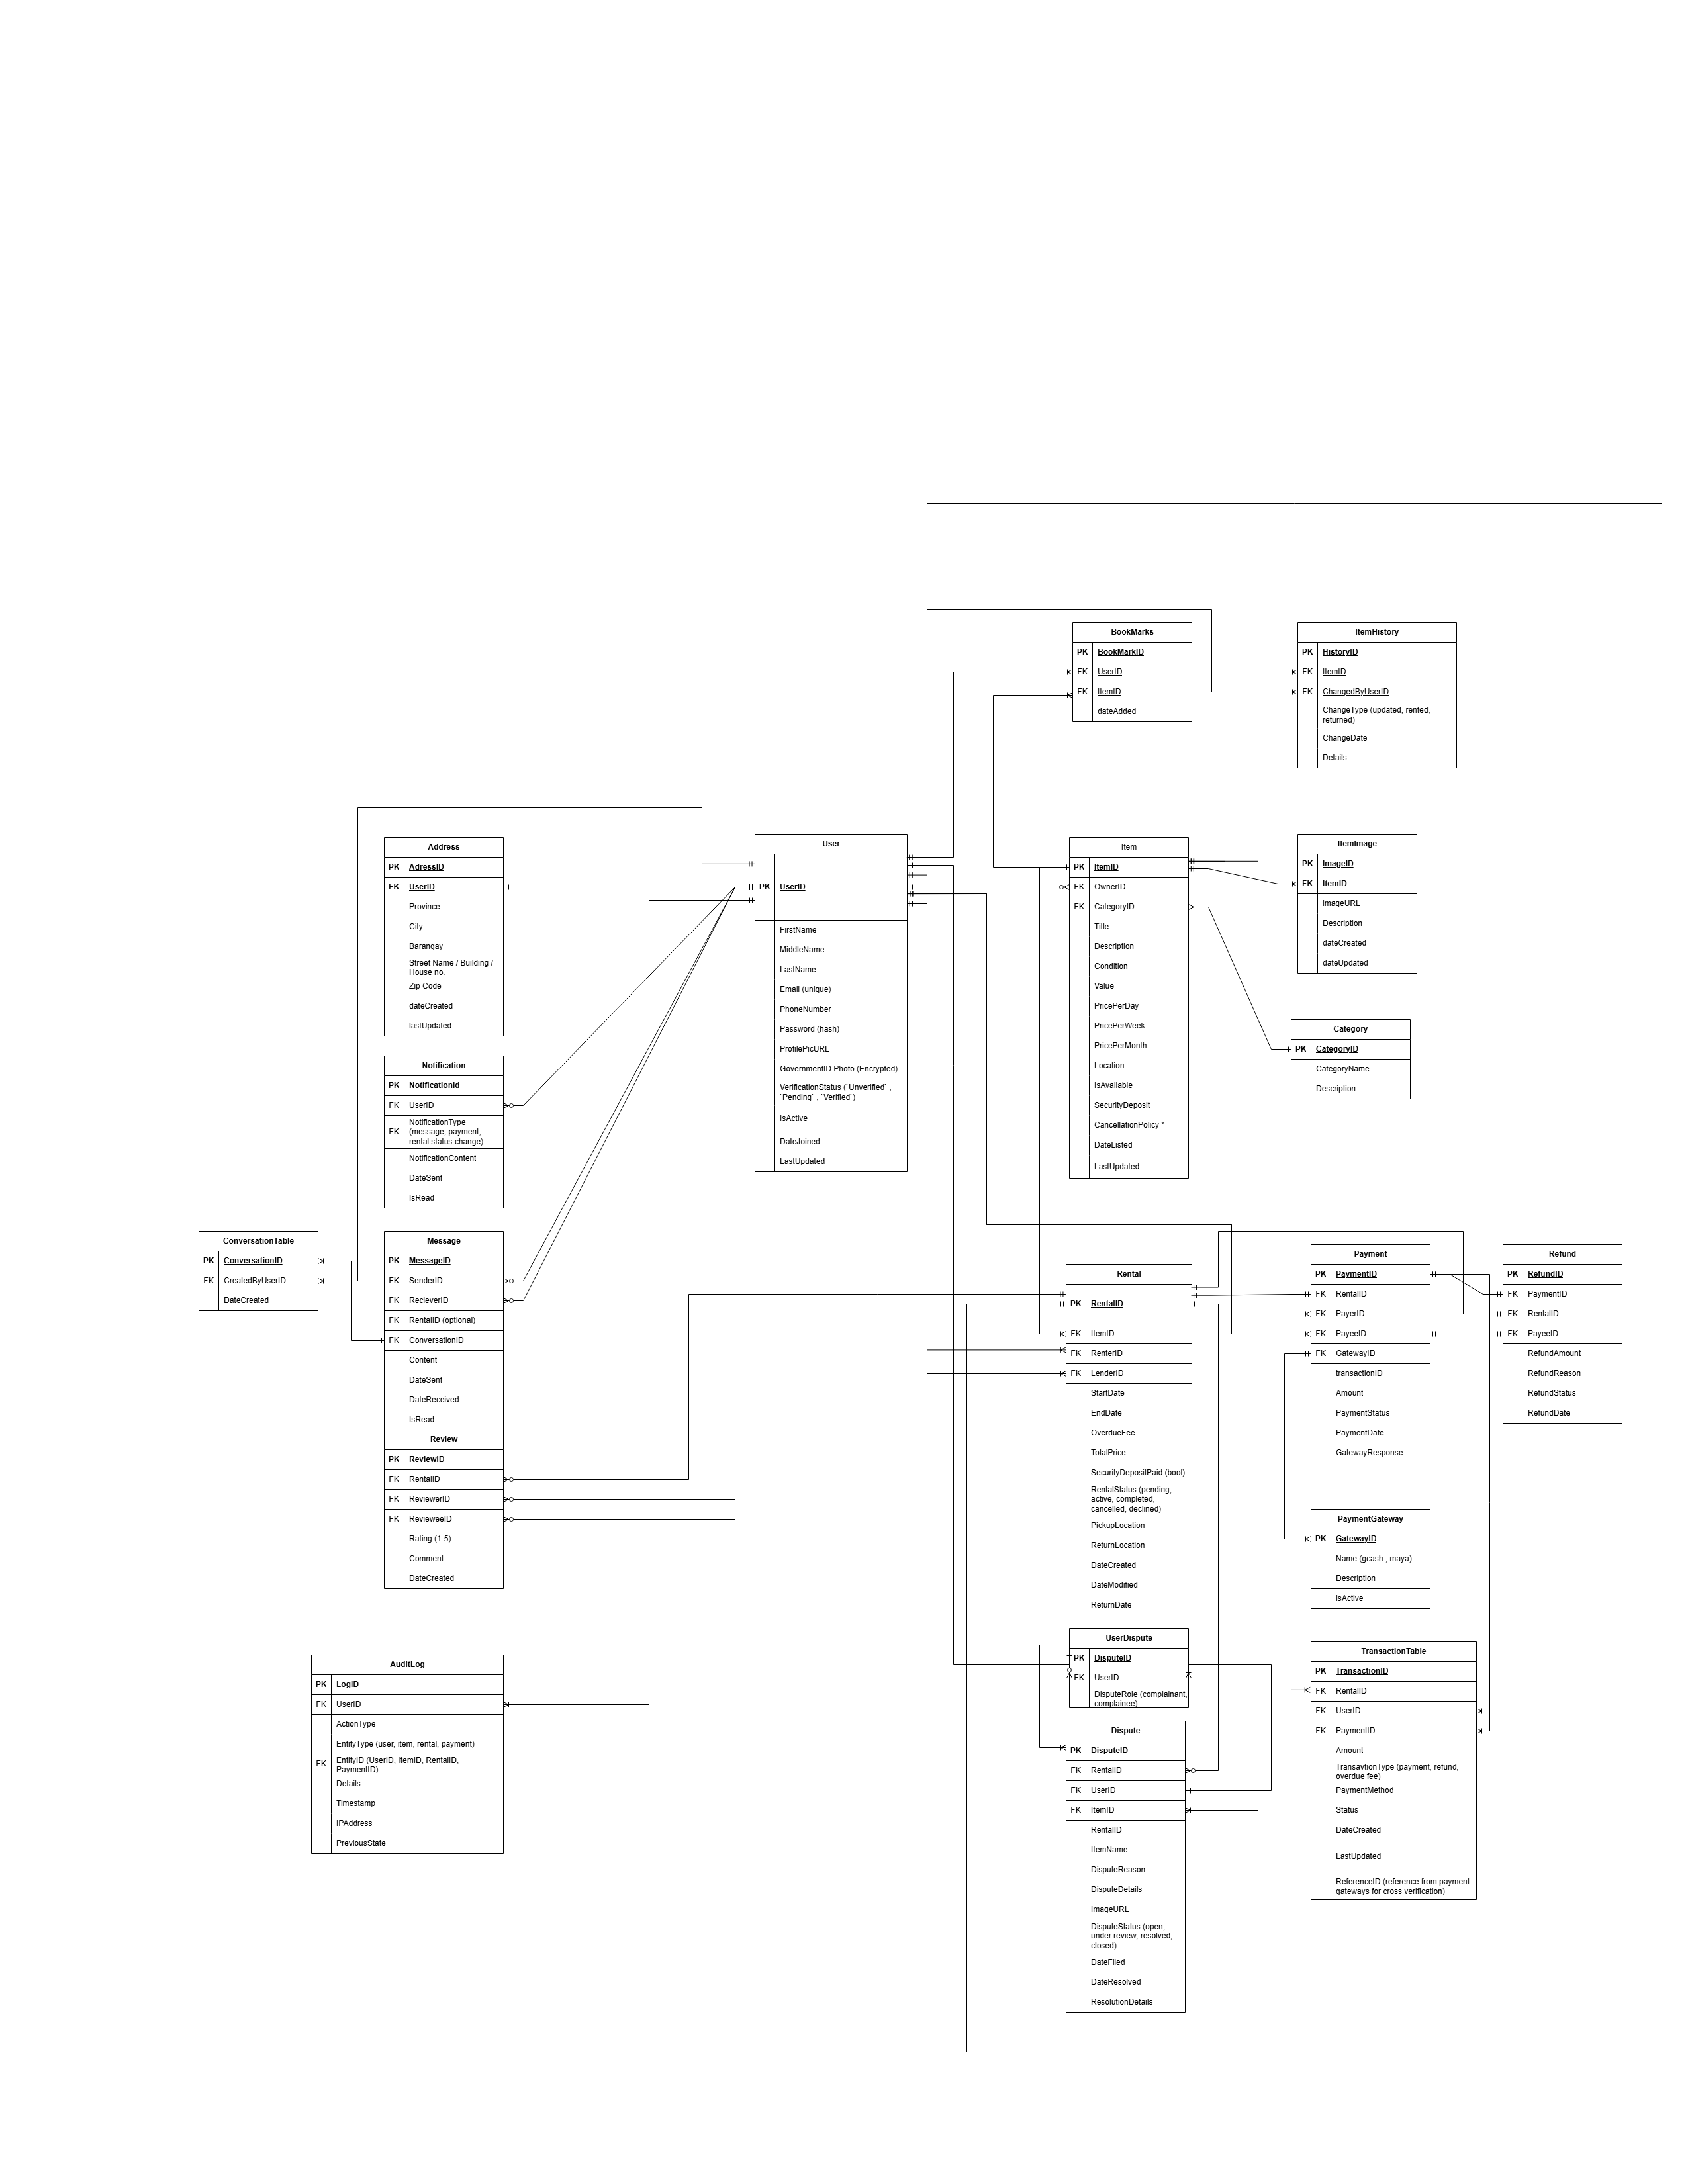 BookMarks
PK BookMarkID
FK UserID
FK ItemID
dateAdded
ItemHistory
PK HistoryID
FK ItemID
FK ChangedByUserID
ChangeType (updated, rented,
returned)
ChangeDate
Details
Address
PK AdressID
FK UserID
Province
City
Barangay
Street Name / Building /
House no.
Zip Code
dateCreated
lastUpdated
User
PK UserID
FirstName
MiddleName
LastName
Email (unique)
PhoneNumber
Password (hash)
ProfilePicURL
GovernmentID Photo (Encrypted)
VerificationStatus (`Unverified` ,
`Pending` , `Verified`)
IsActive
DateJoined
LastUpdated
Item
PK ItemID
FK OwnerID
FK CategoryID
Title
Description
Condition
Value
PricePerDay
PricePerWeek
PricePerMonth
Location
IsAvailable
SecurityDeposit
CancellationPolicy *
DateListed
LastUpdated
ItemImage
PK ImageID
FK ItemID
imageURL
Description
dateCreated
dateUpdated
Category
PK CategoryID
CategoryName
Description
Notification
PK NotificationId
FK UserID
FK NotificationType
(message, payment,
rental status change)
NotificationContent
DateSent
IsRead
ConversationTable
PK ConversationID
FK CreatedByUserID
DateCreated
Message
PK MessageID
FK SenderID
FK RecieverID
FK RentalID (optional)
FK ConversationID
Content
DateSent
DateReceived
IsRead
Review
PK ReviewID
FK RentalID
FK ReviewerID
FK RevieweeID
Rating (1-5)
Comment
DateCreated
Rental
PK RentalID
FK ItemID
FK RenterID
FK LenderID
StartDate
EndDate
OverdueFee
TotalPrice
SecurityDepositPaid (bool)
RentalStatus (pending,
active, completed,
cancelled, declined)
PickupLocation
ReturnLocation
DateCreated
DateModified
ReturnDate
Payment
PK PaymentID
FK RentalID
FK PayerID
FK PayeeID
FK GatewayID
transactionID
Amount
PaymentStatus
PaymentDate
GatewayResponse
Refund
PK RefundID
FK PaymentID
FK RentalID
FK PayeeID
RefundAmount
RefundReason
RefundStatus
RefundDate
PaymentGateway
PK GatewayID
Name (gcash , maya)
Description
isActive
AuditLog
PK LogID
FK UserID
ActionType
EntityType (user, item, rental, payment)
FK EntityID (UserID, ItemID, RentalID,
PaymentID)
Details
Timestamp
IPAddress
PreviousState
UserDispute
PK DisputeID
FK UserID
DisputeRole (complainant,
complainee)
Dispute
PK DisputeID
FK RentalID
FK UserID
FK ItemID
RentalID
ItemName
DisputeReason
DisputeDetails
ImageURL
DisputeStatus (open,
under review, resolved,
closed)
DateFiled
DateResolved
ResolutionDetails
TransactionTable
PK TransactionID
FK RentalID
FK UserID
FK PaymentID
Amount
TransavtionType (payment, refund,
overdue fee)
PaymentMethod
Status
DateCreated
LastUpdated
ReferenceID (reference from payment
gateways for cross verification)